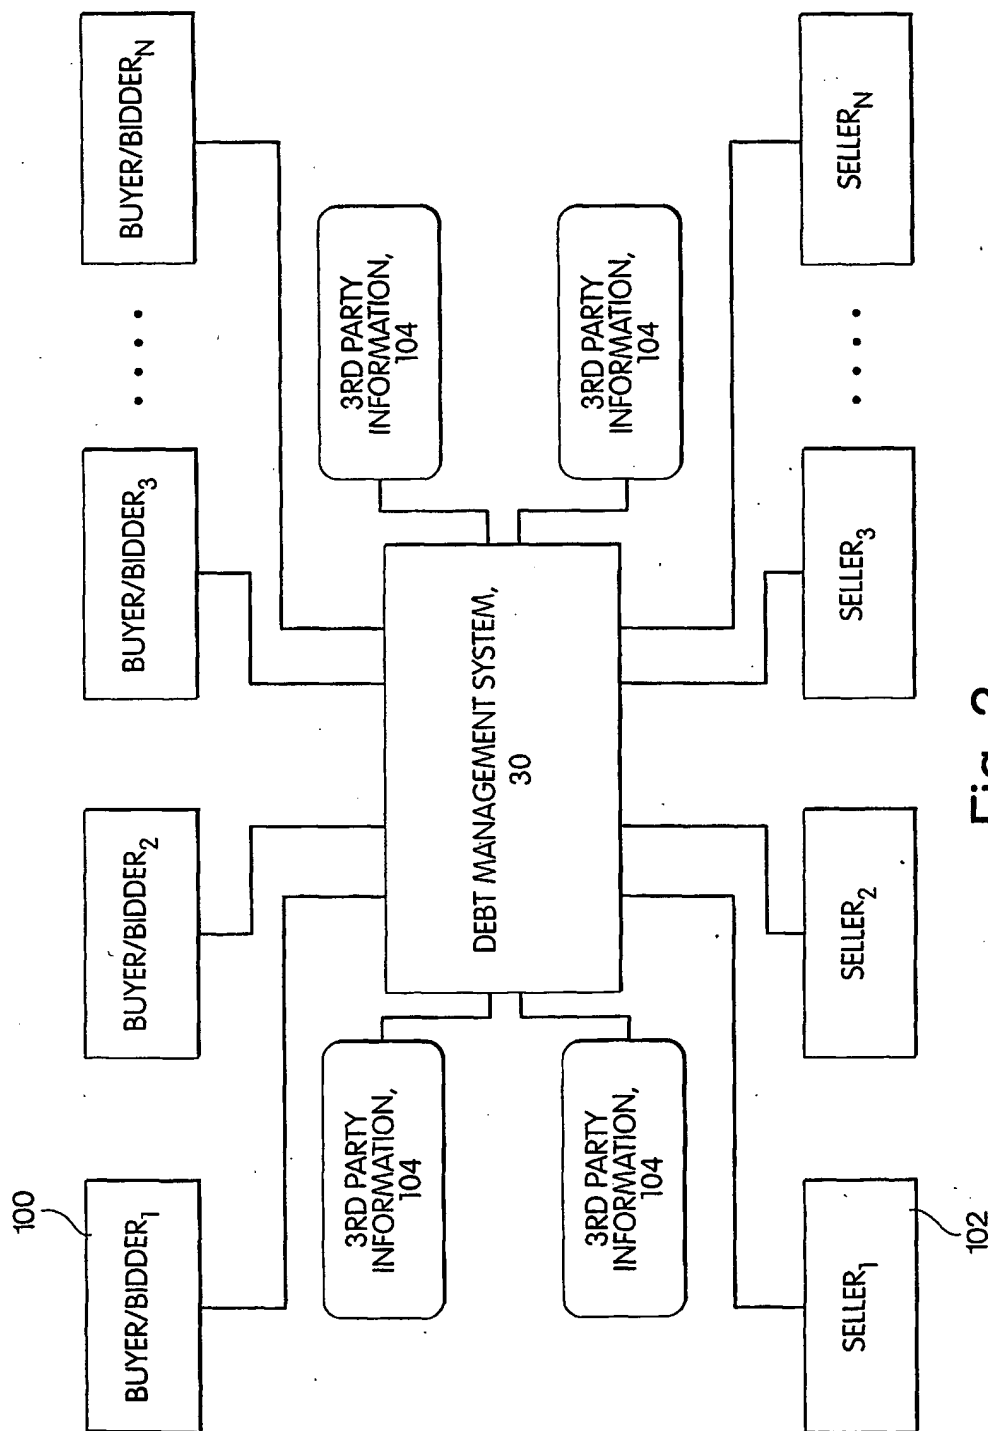 100
BUYER/BIDDER1
BUYER/BIDDER2
BUYER/BIDDER3
. . . .
BUYER/BIDDERN
3RD PARTY
INFORMATION,
104
3RD PARTY
INFORMATION,
104
DEBT MANAGEMENT SYSTEM,
30
3RD PARTY
INFORMATION,
104
3RD PARTY
INFORMATION,
104
SELLER1
SELLER2
SELLER3
. . . .
SELLERN
102
Fig.